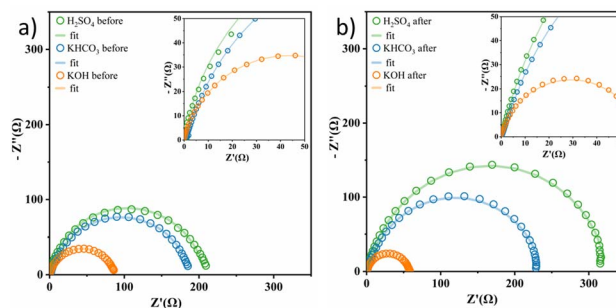 a)
H₂SO₄ before
fit
KHCO₃ before
fit
KOH before
fit
- Z''(Ω)
Z'(Ω)
0
100
200
300
0
100
200
300
- Z''(Ω)
Z'(Ω)
0
10
20
30
40
50
0
10
20
30
40
50
b)
H₂SO₄ after
fit
KHCO₃ after
fit
KOH after
fit
- Z''(Ω)
Z'(Ω)
0
100
200
300
0
100
200
300
- Z''(Ω)
Z'(Ω)
0
10
20
30
40
50
0
10
20
30
40